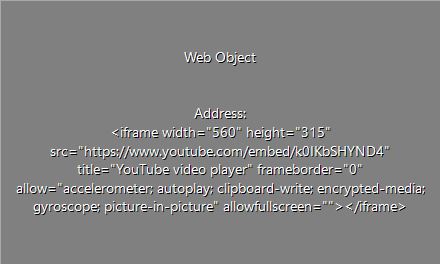 Web Object
Address:
<iframe width="560" height="315"
src="https://www.youtube.com/embed/k0IKbSHYND4"
title="YouTube video player" frameborder="0"
allow="accelerometer; autoplay; clipboard-write; encrypted-media;
gyroscope; picture-in-picture" allowfullscreen=""></iframe>